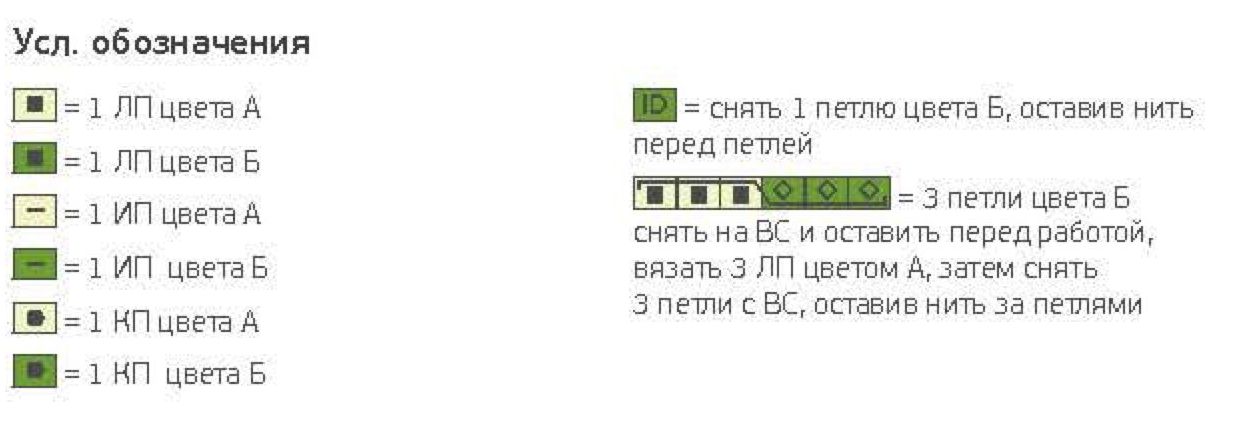 Усл. обозначения
= 1 ЛП цвета А
= 1 ЛП цвета Б
= 1 ИП цвета А
= 1 ИП цвета Б
= 1 КП цвета А
= 1 КП цвета Б
ID = снять 1 петлю цвета Б, оставив нить
перед петлей
= 3 петли цвета Б
снять на ВС и оставить перед работой,
вязать 3 ЛП цветом А, затем снять
3 петли с ВС, оставив нить за петлями